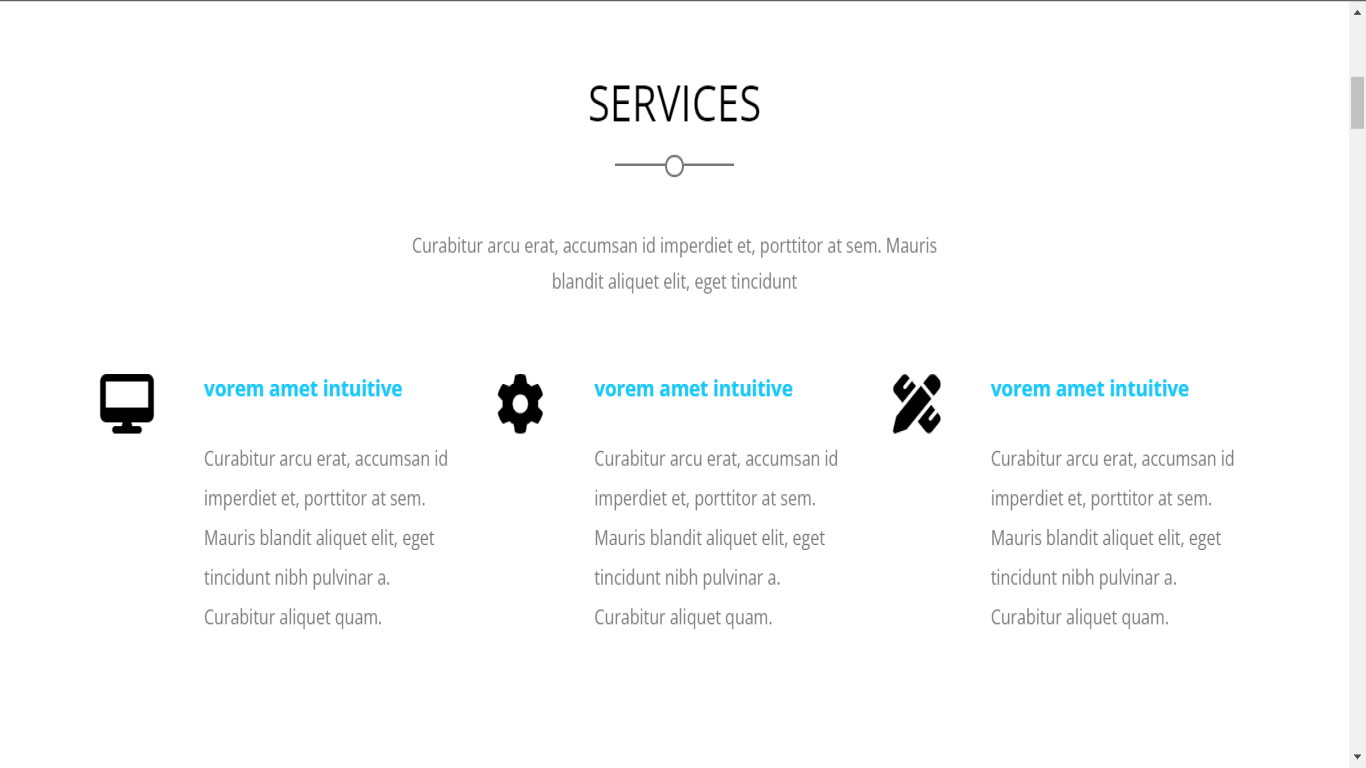 SERVICES
Curabitur arcu erat, accumsan id imperdiet et, porttitor at sem. Mauris
blandit aliquet elit, eget tincidunt
vorem amet intuitive
Curabitur arcu erat, accumsan id
imperdiet et, porttitor at sem.
Mauris blandit aliquet elit, eget
tincidunt nibh pulvinar a.
Curabitur aliquet quam.
vorem amet intuitive
Curabitur arcu erat, accumsan id
imperdiet et, porttitor at sem.
Mauris blandit aliquet elit, eget
tincidunt nibh pulvinar a.
Curabitur aliquet quam.
vorem amet intuitive
Curabitur arcu erat, accumsan id
imperdiet et, porttitor at sem.
Mauris blandit aliquet elit, eget
tincidunt nibh pulvinar a.
Curabitur aliquet quam.